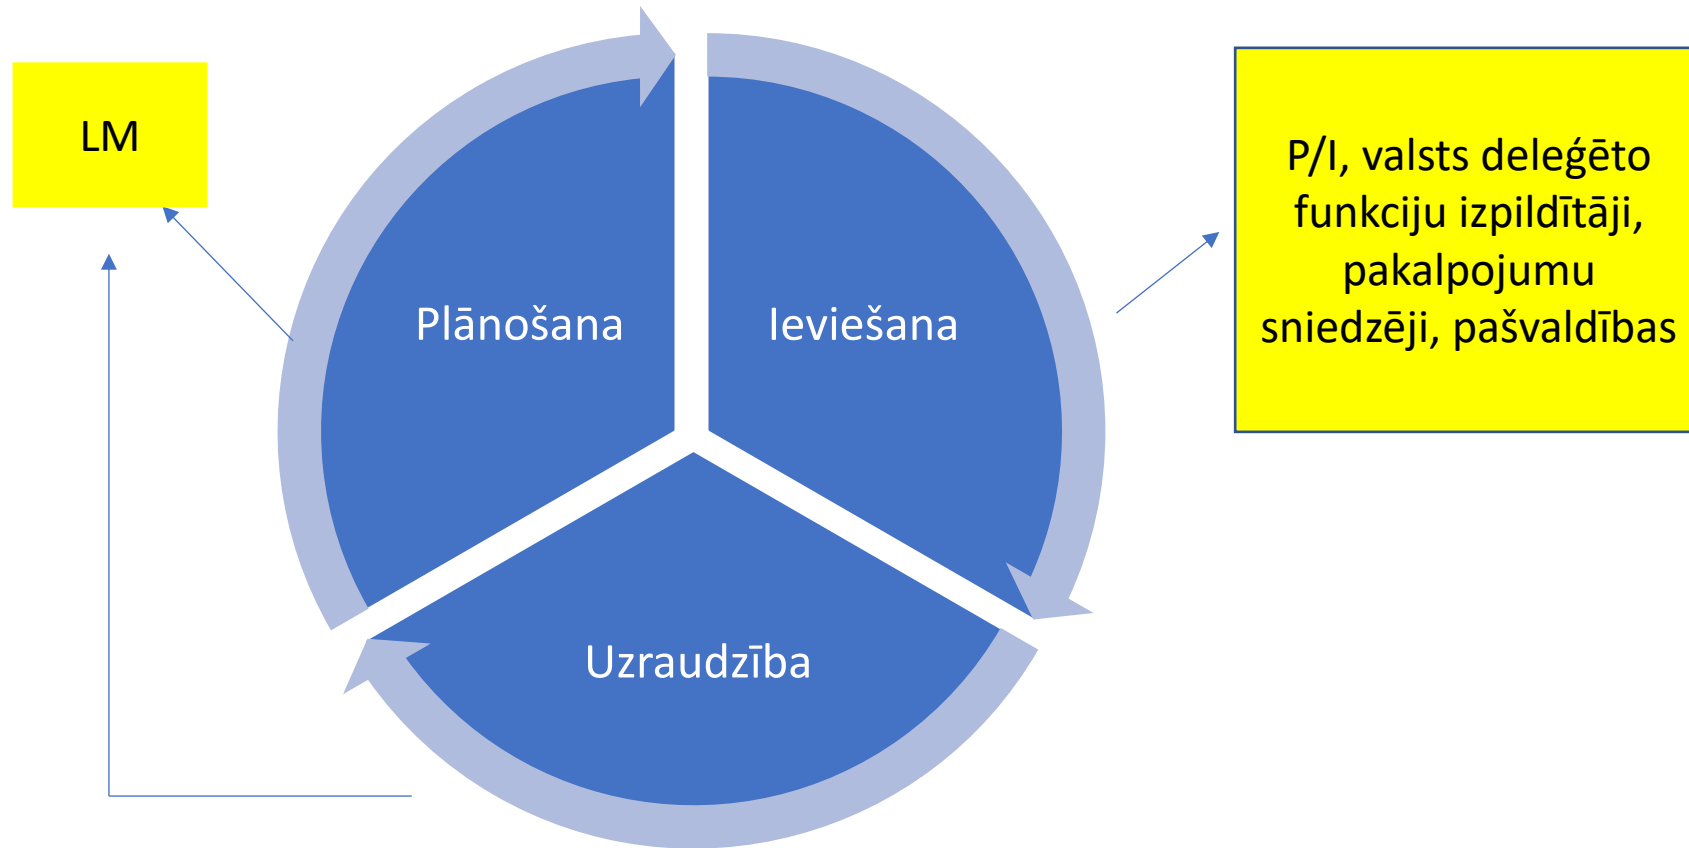 LM
P/I, valsts deleģēto
funkciju izpildītāji,
pakalpojumu
sniedzēji, pašvaldības
Plānošana
Ieviešana
Uzraudzība